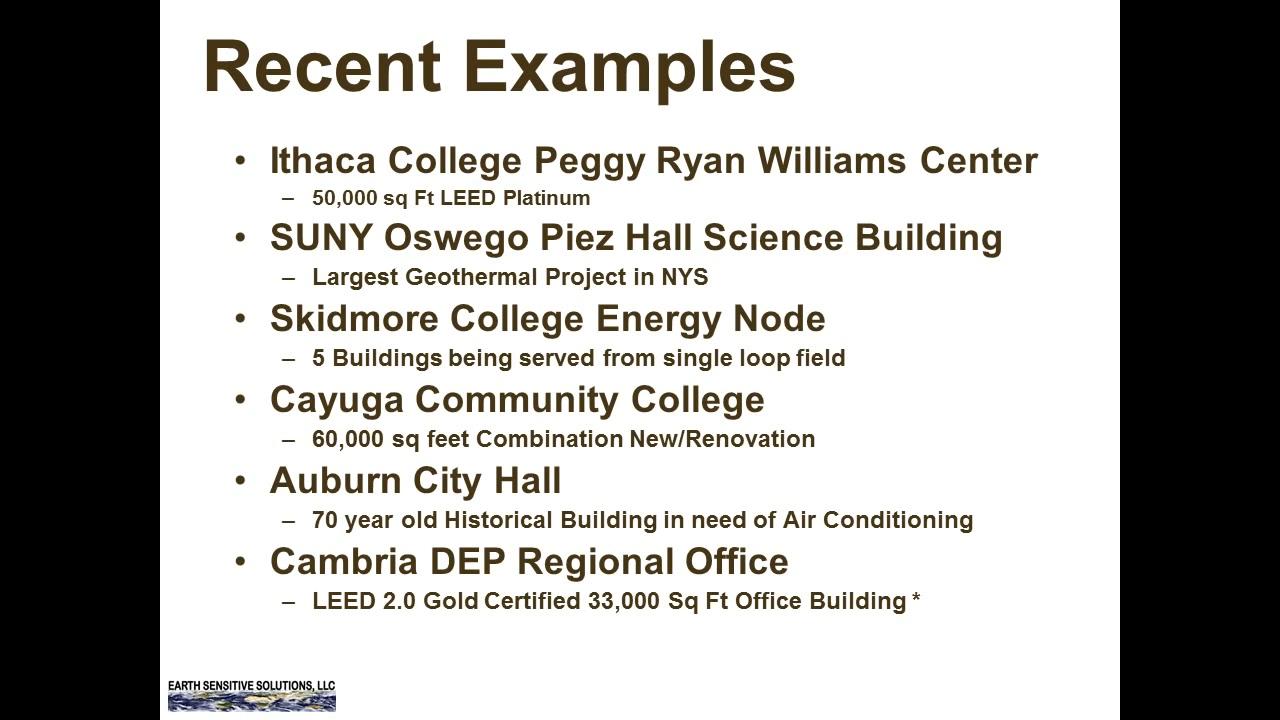 Recent Examples
• Ithaca College Peggy Ryan Williams Center
– 50,000 sq Ft LEED Platinum
• SUNY Oswego Piez Hall Science Building
– Largest Geothermal Project in NYS
• Skidmore College Energy Node
– 5 Buildings being served from single loop field
• Cayuga Community College
– 60,000 sq feet Combination New/Renovation
• Auburn City Hall
– 70 year old Historical Building in need of Air Conditioning
• Cambria DEP Regional Office
– LEED 2.0 Gold Certified 33,000 Sq Ft Office Building *
EARTH SENSITIVE SOLUTIONS, LLC